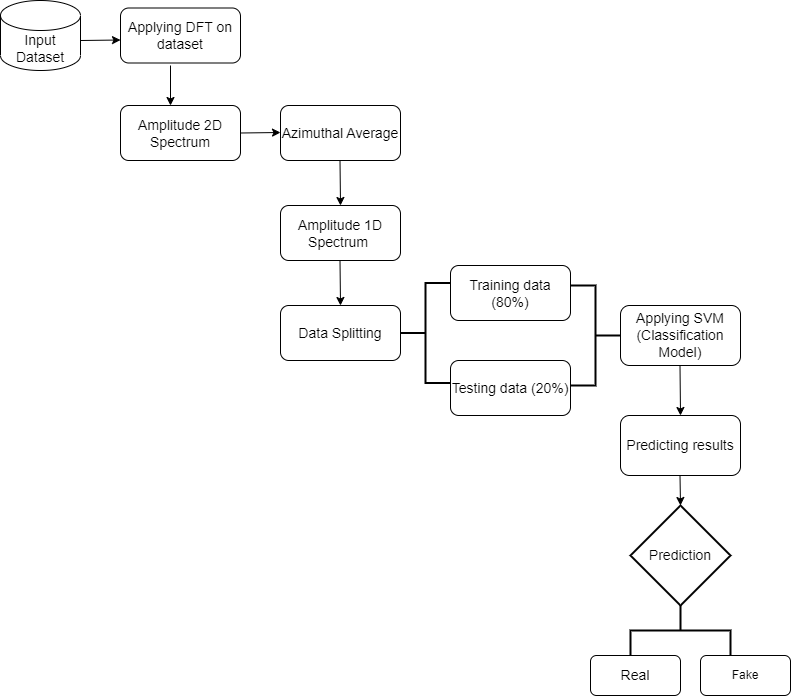 Input
Dataset
Applying DFT on
dataset
Amplitude 2D
Spectrum
Azimuthal Average
Amplitude 1D
Spectrum
Data Splitting
Training data
(80%)
Testing data (20%)
Applying SVM
(Classification
Model)
Predicting results
Prediction
Real
Fake